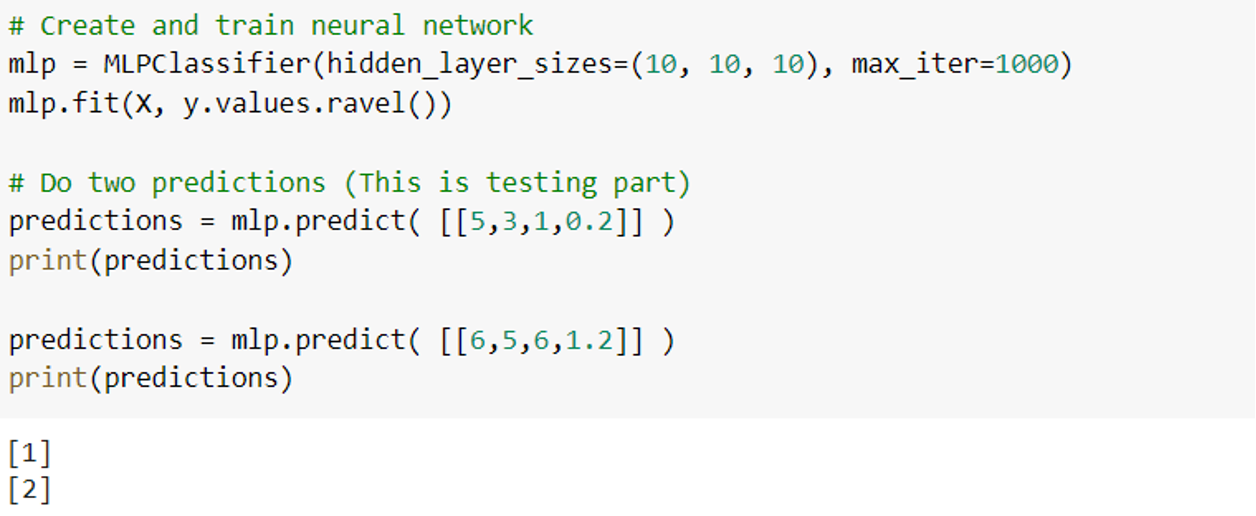 # Create and train neural network
mlp = MLPClassifier(hidden_layer_sizes=(10, 10, 10), max_iter=1000)
mlp.fit(X, y.values.ravel())
# Do two predictions (This is testing part)
predictions = mlp.predict( [[5,3,1,0.2]] )
print(predictions)
predictions = mlp.predict( [[6,5,6,1.2]] )
print(predictions)
[1]
[2]